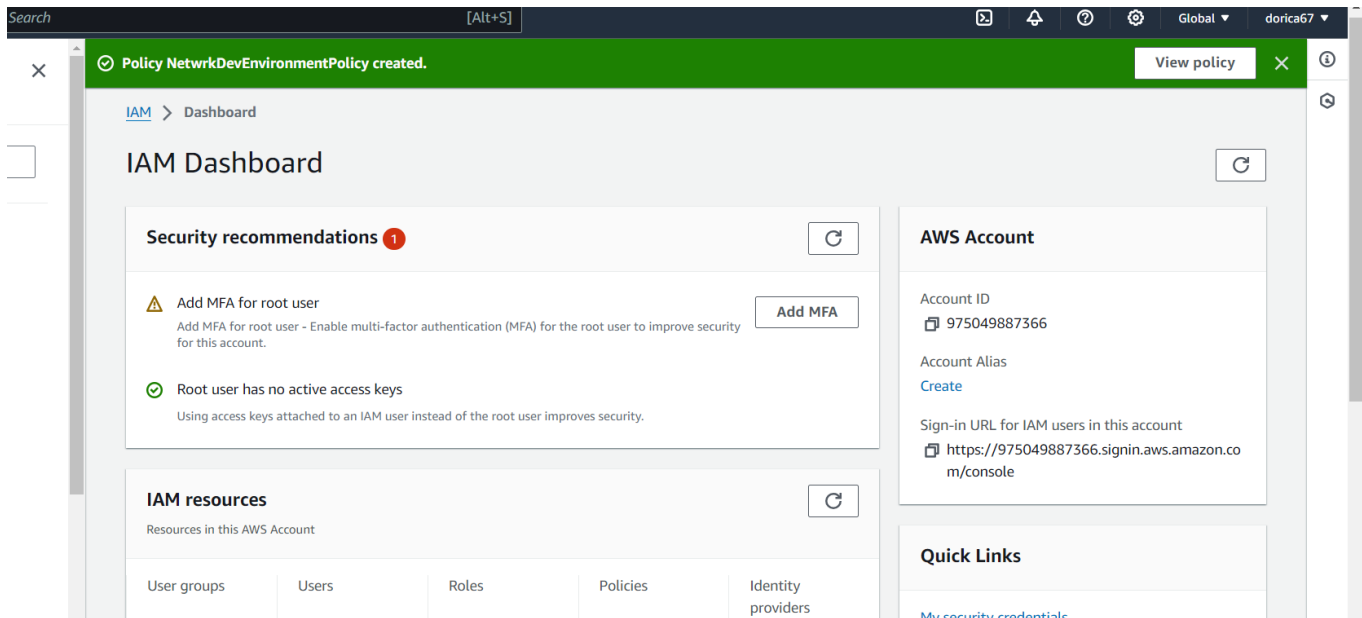 Search [Alt+S] Global ▼ dorica67 ▼
Policy NetwrkDevEnvironmentPolicy created. View policy
IAM > Dashboard
IAM Dashboard
Security recommendations 1
Add MFA for root user
Add MFA for root user - Enable multi-factor authentication (MFA) for the root user to improve security
for this account.
Add MFA
Root user has no active access keys
Using access keys attached to an IAM user instead of the root user improves security.
AWS Account
Account ID
975049887366
Account Alias
Create
Sign-in URL for IAM users in this account
https://975049887366.signin.aws.amazon.co
m/console
IAM resources
Resources in this AWS Account
User groups Users Roles Policies Identity
providers
Quick Links
My security credentials